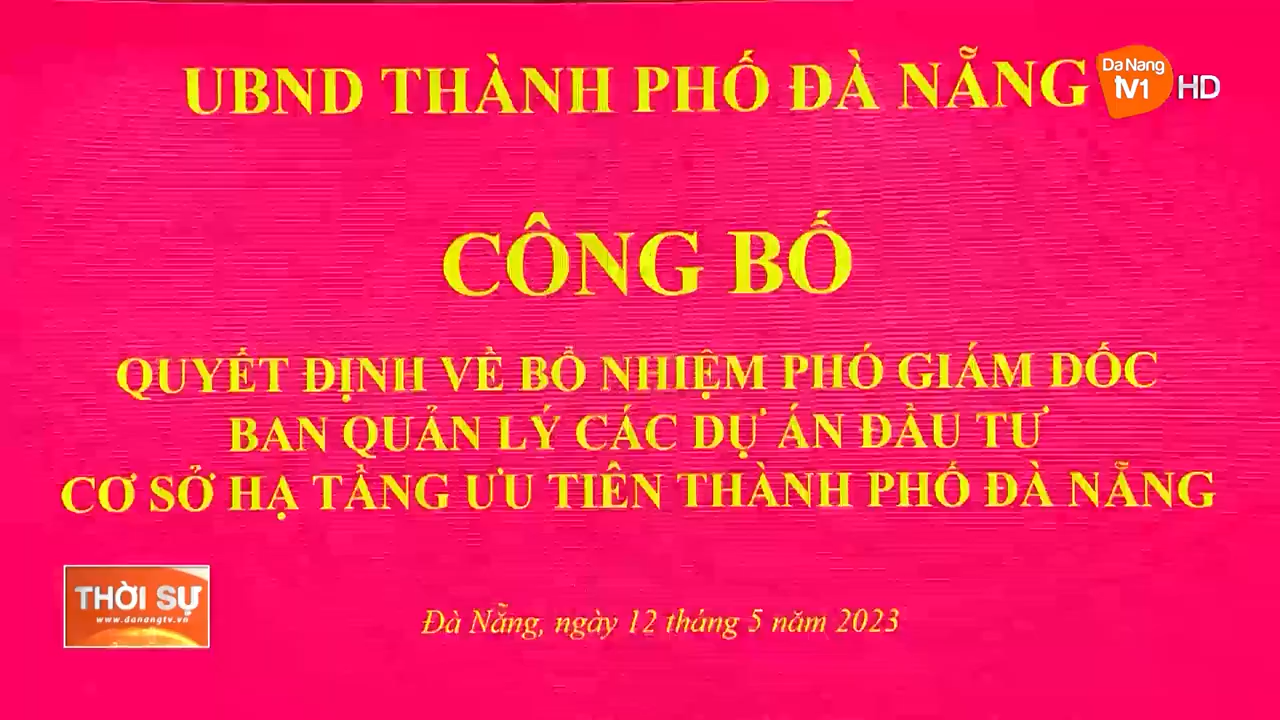 UBND THÀNH PHỐ ĐÀ NẴNG
Da Nang
TV1 HD
CÔNG BỐ
QUYẾT ĐỊNH VỀ BỔ NHIỆM PHÓ GIÁM ĐỐC
BAN QUẢN LÝ CÁC DỰ ÁN ĐẦU TƯ
CƠ SỞ HẠ TẦNG ƯU TIÊN THÀNH PHỐ ĐÀ NẴNG
THỜI SỰ
www.danangtv.vn
Đà Nẵng, ngày 12 tháng 5 năm 2023